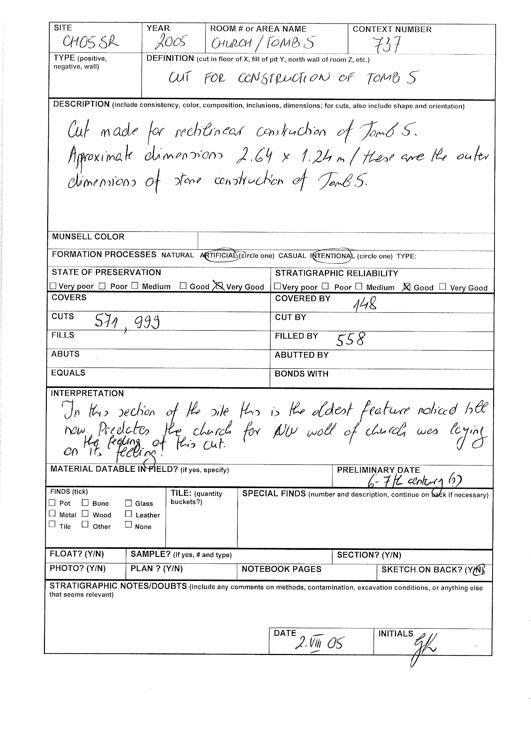 SITE YEAR ROOM # or AREA NAME CONTEXT NUMBER
CH05SR 2005 CHURCH/TOMB 5 737
TYPE (positive, negative, wall) DEFINITION (cut in floor of X, fill of pit Y, north wall of room Z, etc.)
CUT FOR CONSTRUCTION OF TOMB 5
DESCRIPTION (include consistency, color, composition, inclusions, dimensions; for cuts, also include shape and orientation)
Cut made for rectilinear construction of Tomb 5.
Aproximate dimensions 2.64 x 1.24 m / these are the outer
dimensions of stone construction of Tomb 5.
MUNSELL COLOR
FORMATION PROCESSES NATURAL ARTIFICIAL (circle one) CASUAL INTENTIONAL (circle one) TYPE:
STATE OF PRESERVATION STRATIGRAPHIC RELIABILITY
Very poor Poor Medium Good Very Good Very poor Poor Medium Good Very Good
COVERS COVERED BY 148
CUTS 571, 999 CUT BY
FILLS FILLED BY 558
ABUTS ABUTTED BY
EQUALS BONDS WITH
INTERPRETATION
In this section of the site this is the oldest feature noticed till
now. Predates the church for NW wall of church was laying
on the of this cut.
on its
MATERIAL DATABLE IN FIELD? (if yes, specify) PRELIMINARY DATE
6-7th century (?)
FINDS (tick) TILE: (quantity buckets?) SPECIAL FINDS (number and description, continue on back if necessary)
Pot Bone Glass
Metal Wood Leather
Tile Other None
FLOAT? (Y/N) SAMPLE? (if yes, # and type) SECTION? (Y/N)
PHOTO? (Y/N) PLAN ? (Y/N) NOTEBOOK PAGES SKETCH ON BACK? (Y/N)
STRATIGRAPHIC NOTES/DOUBTS (include any comments on methods, contamination, excavation conditions, or anything else
that seems relevant)
DATE INITIALS
2.VIII 05